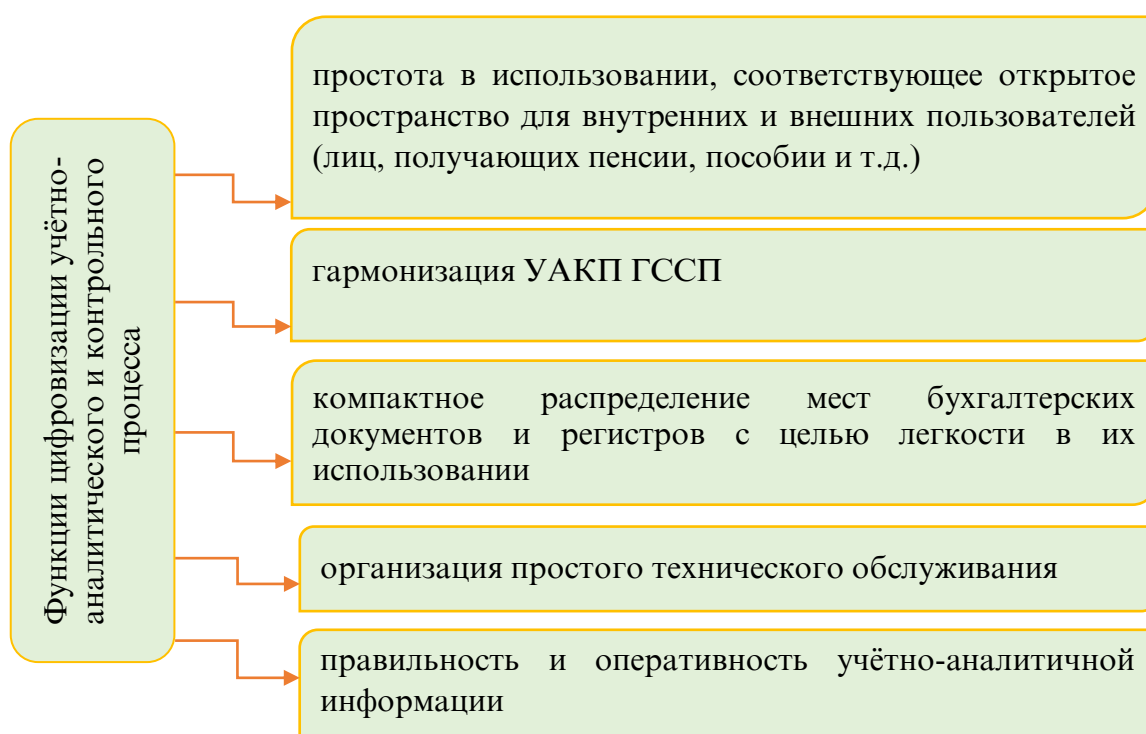 Функции цифровизации учётно-
аналитического и контрольного
процесса
простота в использовании, соответствующее открытое
пространство для внутренних и внешних пользователей
(лиц, получающих пенсии, пособии и т.д.)
гармонизация УАКП ГССП
компактное распределение мест бухгалтерских
документов и регистров с целью легкости в их
использовании
организация простого технического обслуживания
правильность и оперативность учётно-аналитичной
информации